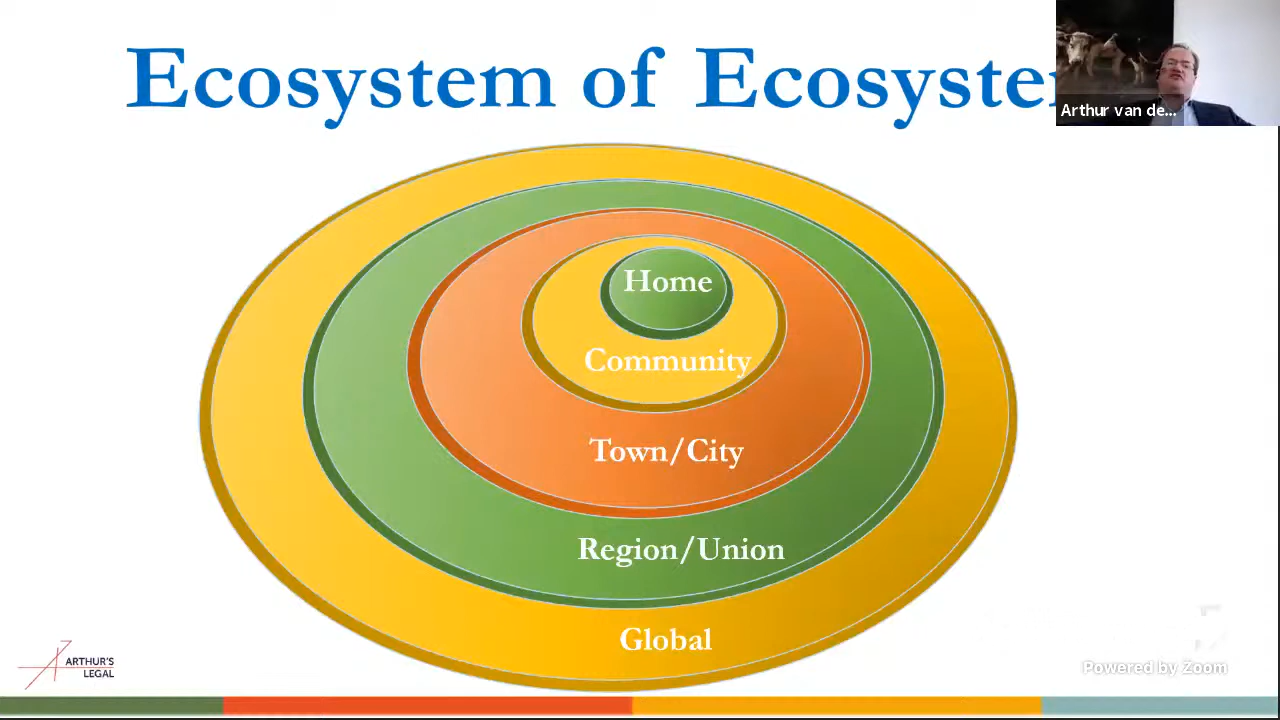 Ecosystem of Ecosyste
Arthur van de...
Home
Community
Town/City
Region/Union
Global
ARTHUR'S
LEGAL
Powered by Zoom